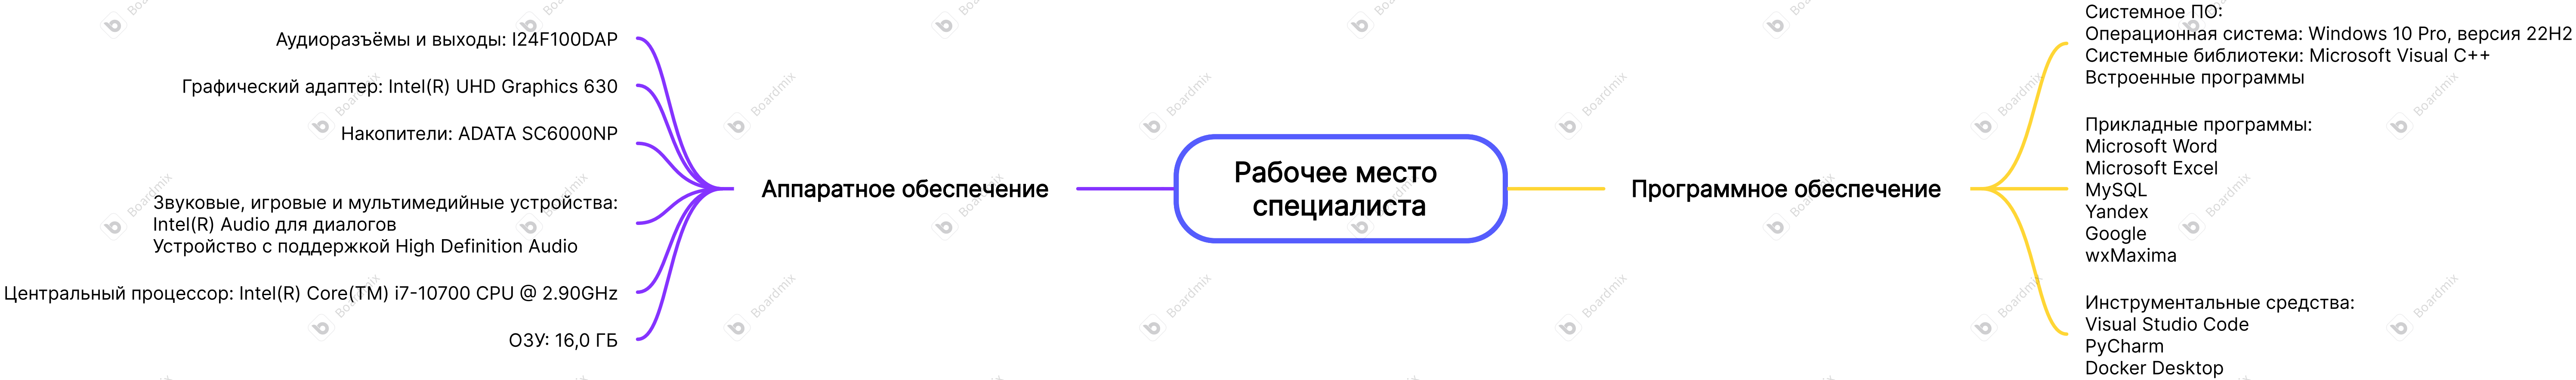 Аудиоразъёмы и выходы: I24F100DAP
Графический адаптер: Intel(R) UHD Graphics 630
Накопители: ADATA SC6000NP
Звуковые, игровые и мультимедийные устройства:
Intel(R) Audio для диалогов
Устройство с поддержкой High Definition Audio
Центральный процессор: Intel(R) Core(TM) i7-10700 CPU @ 2.90GHz
ОЗУ: 16,0 ГБ
Аппаратное обеспечение
Рабочее место
специалиста
Программное обеспечение
Системное ПО:
Операционная система: Windows 10 Pro, версия 22H2
Системные библиотеки: Microsoft Visual C++
Встроенные программы
Прикладные программы:
Microsoft Word
Microsoft Excel
MySQL
Yandex
Google
wxMaxima
Инструментальные средства:
Visual Studio Code
PyCharm
Docker Desktop
Boardmix